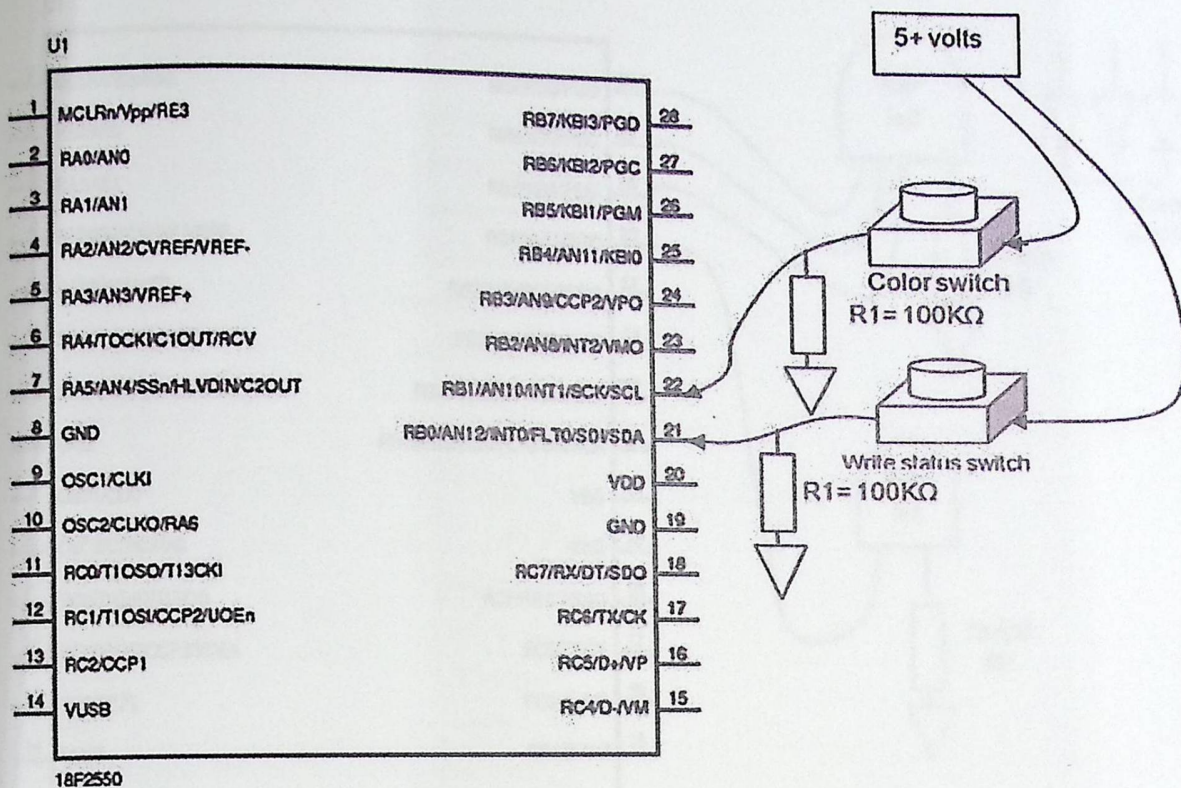 U1
5+ volts
1 MCLRn/Vpp/RE3
2 RA0/AN0
3 RA1/AN1
4 RA2/AN2/CVREF/VREF-
5 RA3/AN3/VREF+
6 RA4/TOCKI/C1OUT/RCV
7 RA5/AN4/SSn/HLVDIN/C2OUT
8 GND
9 OSC1/CLKI
10 OSC2/CLKO/RA6
11 RC0/T1OSO/T13CKI
12 RC1/T1OSI/CCP2/UOEn
13 RC2/CCP1
14 VUSB
RB7/KBI3/PGD 28
RB6/KBI2/PGC 27
RB5/KBI1/PGM 26
RB4/AN11/KBI0 25
RB3/AN9/CCP2/VPO 24
RB2/AN8/INT2/VMO 23
RB1/AN10/INT1/SCK/SCL 22
RB0/AN12/INT0/FLT0/SDI/SDA 21
VDD 20
GND 19
RC7/RX/DT/SDO 18
RC6/TX/CK 17
RC5/D+/VP 16
RC4/D-/VM 15
Color switch
R1= 100KΩ
Write status switch
R1= 100KΩ
18F2550